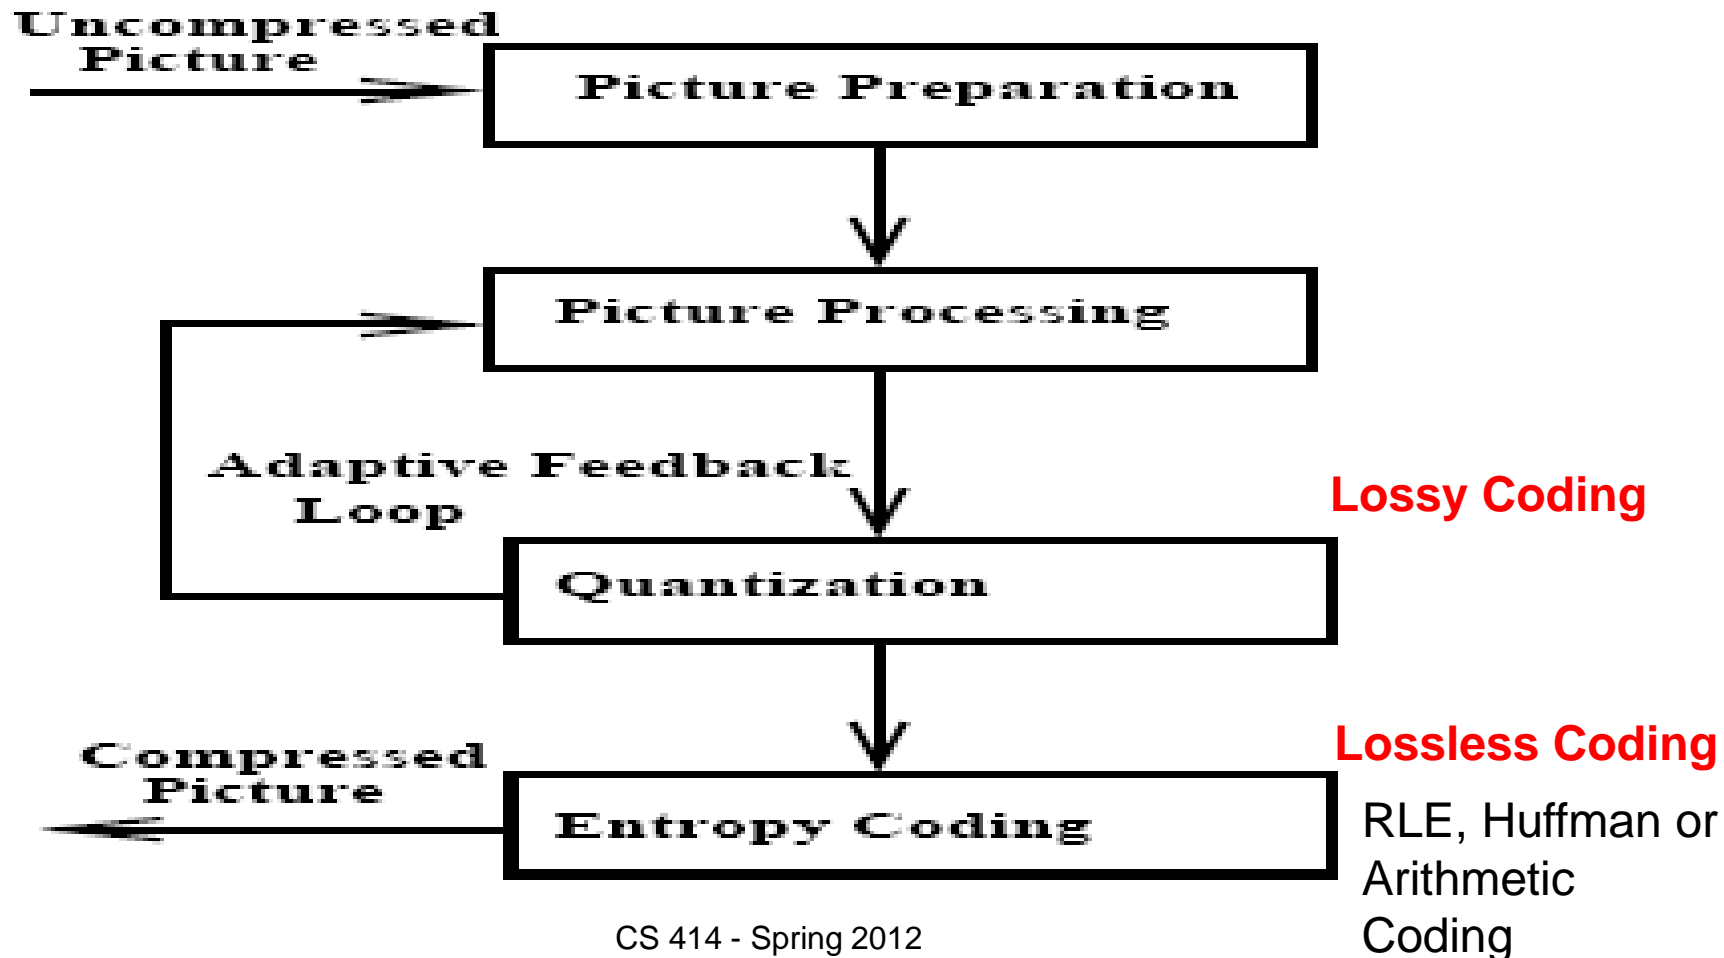 Uncompressed
Picture
Picture Preparation
Picture Processing
Adaptive Feedback
Loop
Lossy Coding
Quantization
Lossless Coding
Compressed
Picture
Entropy Coding
RLE, Huffman or
Arithmetic
Coding
CS 414 - Spring 2012